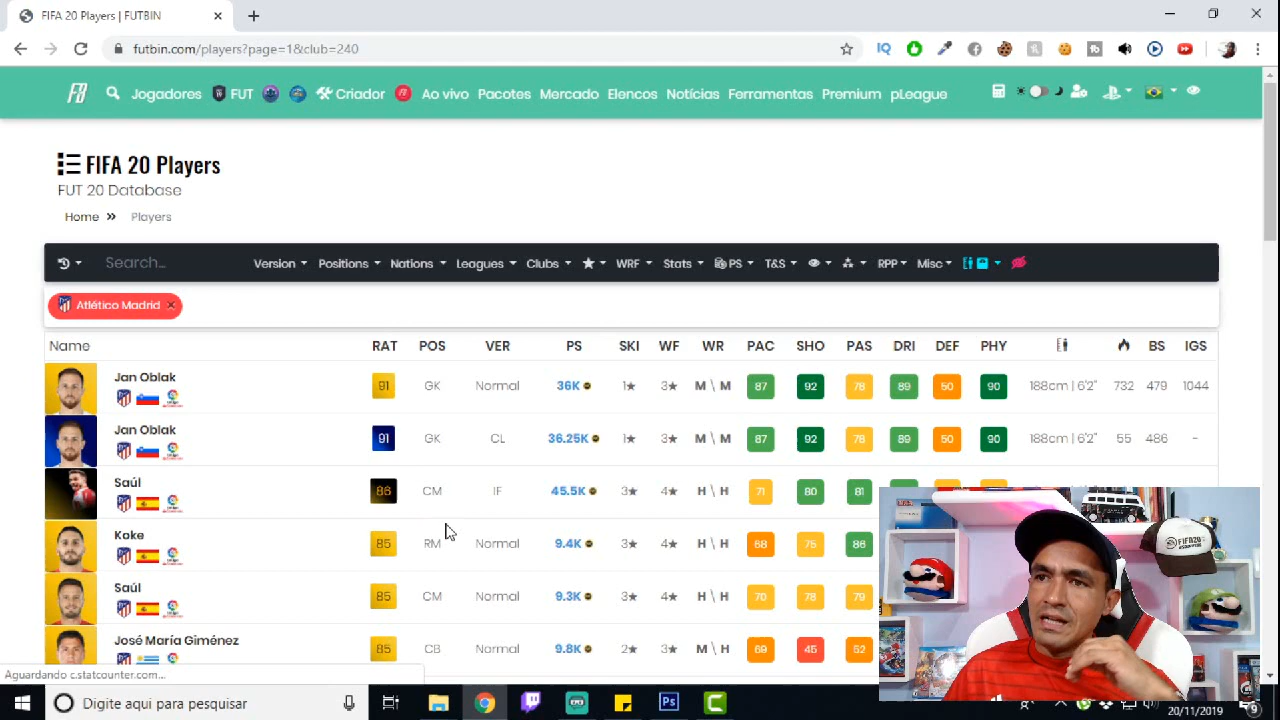 FIFA 20 Players | FUTBIN
futbin.com/players?page=1&club=240
Jogadores FUT Criador Ao vivo Pacotes Mercado Elencos Notícias Ferramentas Premium pLeague
FIFA 20 Players
FUT 20 Database
Home » Players
Search... Version Positions Nations Leagues Clubs WRF Stats PS T&S RPP Misc
Atlético Madrid
Name RAT POS VER PS SKI WF WR PAC SHO PAS DRI DEF PHY BS IGS
Jan Oblak 91 GK Normal 36K 1★ 3★ M \ M 87 92 78 89 50 90 188cm | 6'2" 732 479 1044
Jan Oblak 91 GK CL 36.25K 1★ 3★ M \ M 87 92 78 89 50 90 188cm | 6'2" 55 486 -
Saúl 86 CM IF 45.5K 3★ 4★ H \ H 71 80 81
Koke 85 RM Normal 9.4K 3★ 4★ H \ H 68 75 86
Saúl 85 CM Normal 9.3K 3★ 4★ H \ H 70 78 79
José María Giménez 85 CB Normal 9.8K 2★ 3★ M \ H 69 45 52
Aguardando c.statcounter.com...
Digite aqui para pesquisar
20/11/2019
FIFA20